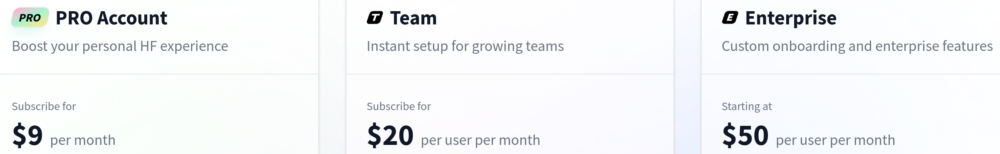 PRO PRO Account
Boost your personal HF experience
Subscribe for
$9 per month
T Team
Instant setup for growing teams
Subscribe for
$20 per user per month
E Enterprise
Custom onboarding and enterprise features
Starting at
$50 per user per month